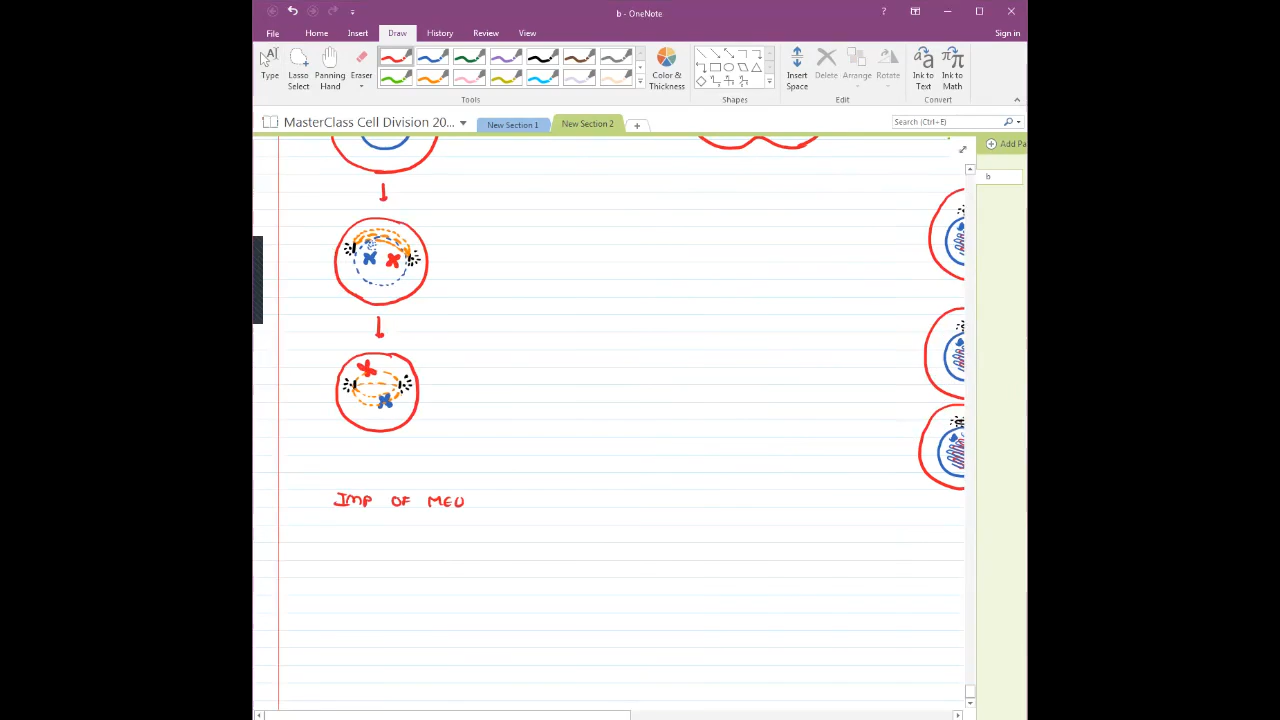 b - OneNote
? Sign in
File Home Insert Draw History Review View
Type Lasso Select Panning Hand Eraser Color & Thickness Insert Space Delete Arrange Rotate Ink to Text Ink to Math
Tools Shapes Edit Convert
MasterClass Cell Division 20... New Section 1 New Section 2 Search (Ctrl+E)
Add Pa
b
IMP OF MEU